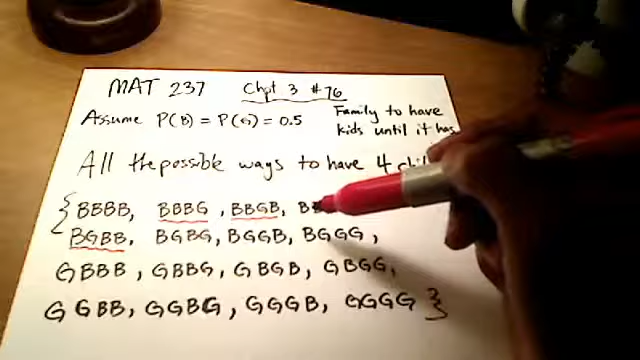 MAT 237 Chpt 3 #76
Assume P(B) = P(G) = 0.5 Family to have
kids until it has
All the possible ways to have 4
{ BBBB, BBBG, BBGB,
BGBB, BGBG, BGGB, BGGG,
GBBB, GBBG, GBGB, GBGG,
GGBB, GGBG, GGGB, GGGG }